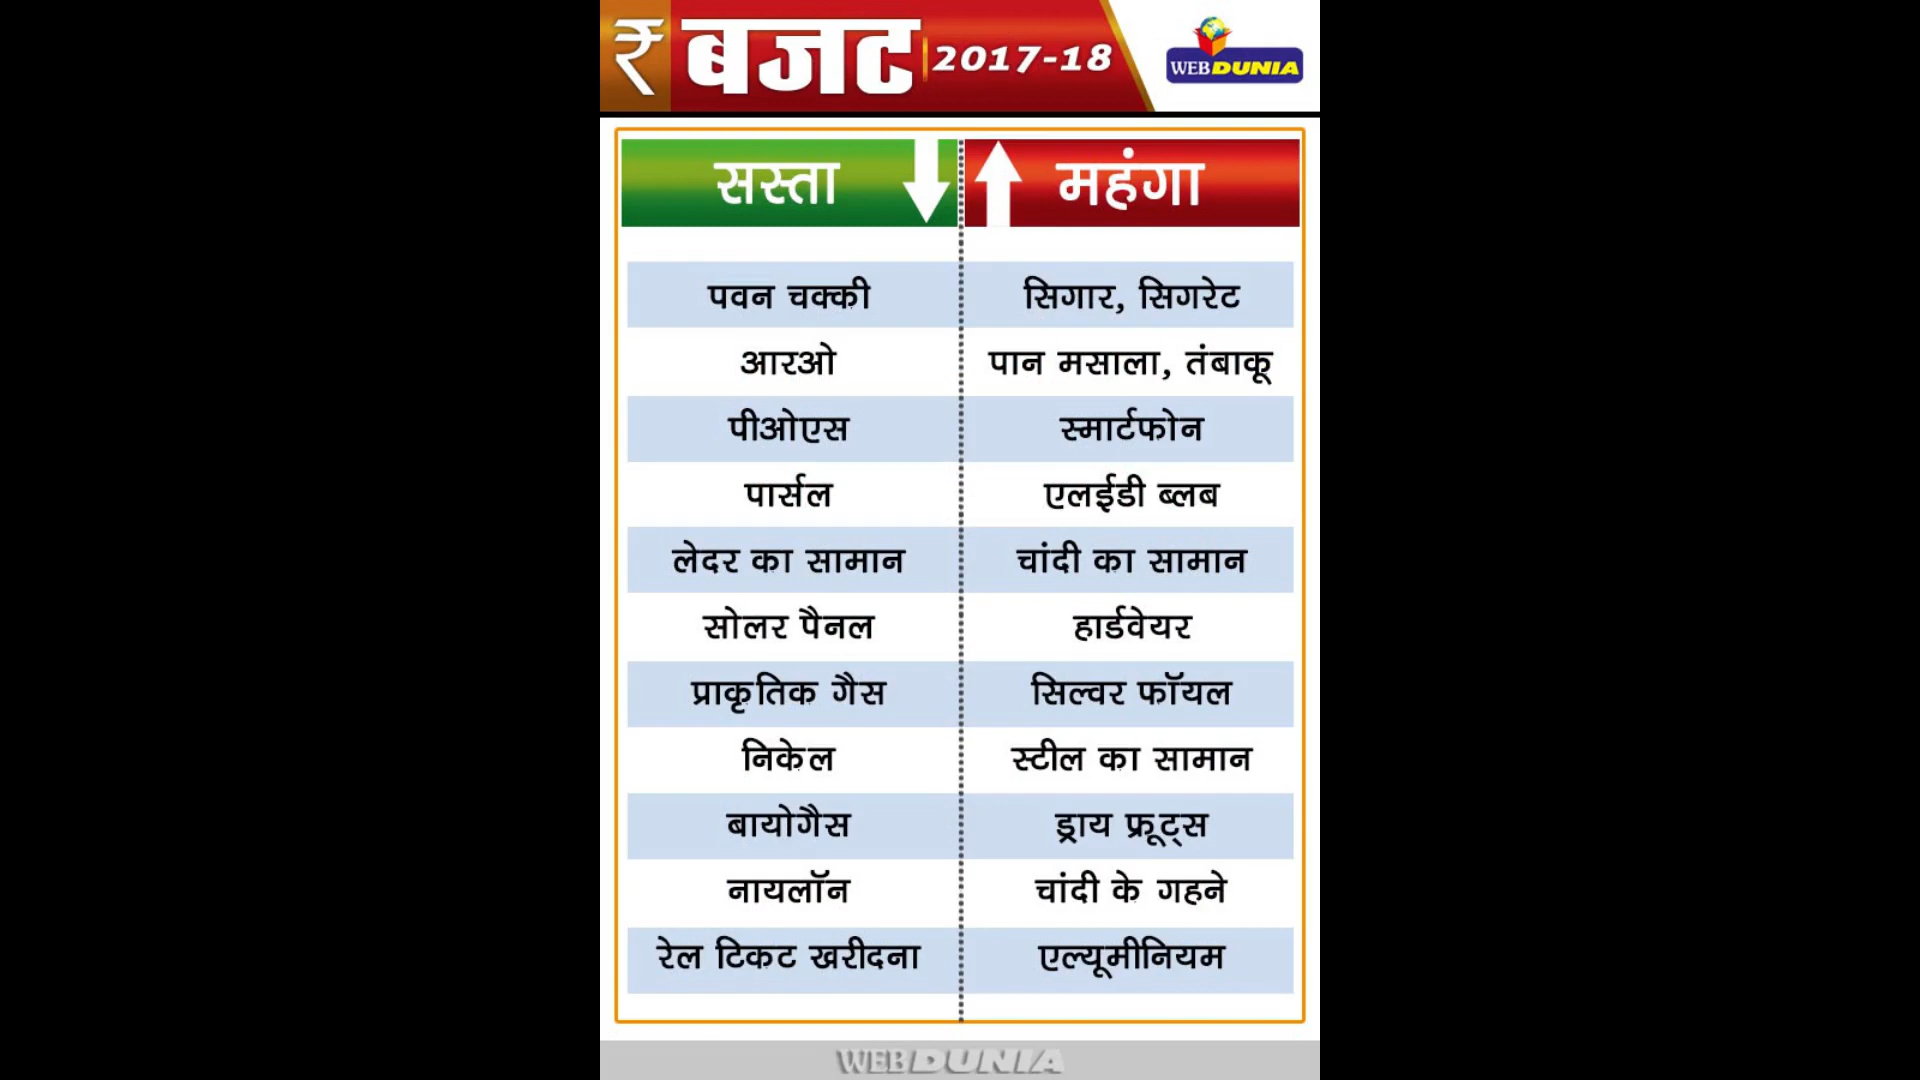 ₹ बजट 2017-18
WEBDUNIA
सस्ता महंगा
पवन चक्की सिगार, सिगरेट
आरओ पान मसाला, तंबाकू
पीओएस स्मार्टफोन
पार्सल एलईडी ब्लब
लेदर का सामान चांदी का सामान
सोलर पैनल हार्डवेयर
प्राकृतिक गैस सिल्वर फॉयल
निकेल स्टील का सामान
बायोगैस ड्राय फ्रूट्स
नायलॉन चांदी के गहने
रेल टिकट खरीदना एल्यूमीनियम
WEBDUNIA